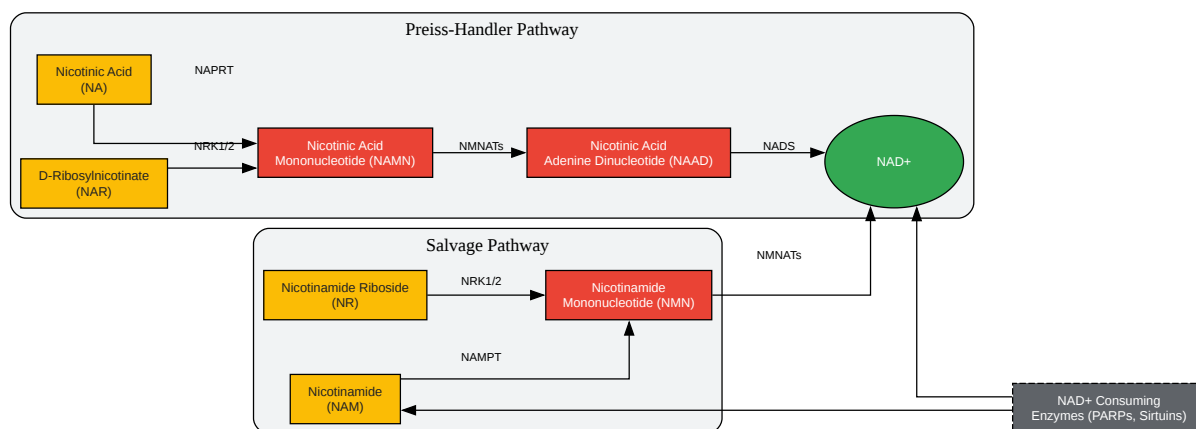 Preiss-Handler Pathway
Nicotinic Acid
(NA)
NAPRT
NRK1/2
D-Ribosylnicotinate
(NAR)
Nicotinic Acid
Mononucleotide (NAMN)
NMNATs
Nicotinic Acid
Adenine Dinucleotide (NAAD)
NADS
NAD+
Salvage Pathway
Nicotinamide Riboside
(NR)
NRK1/2
Nicotinamide
Mononucleotide (NMN)
NMNATs
NAMPT
Nicotinamide
(NAM)
NAD+ Consuming
Enzymes (PARPs, Sirtuins)